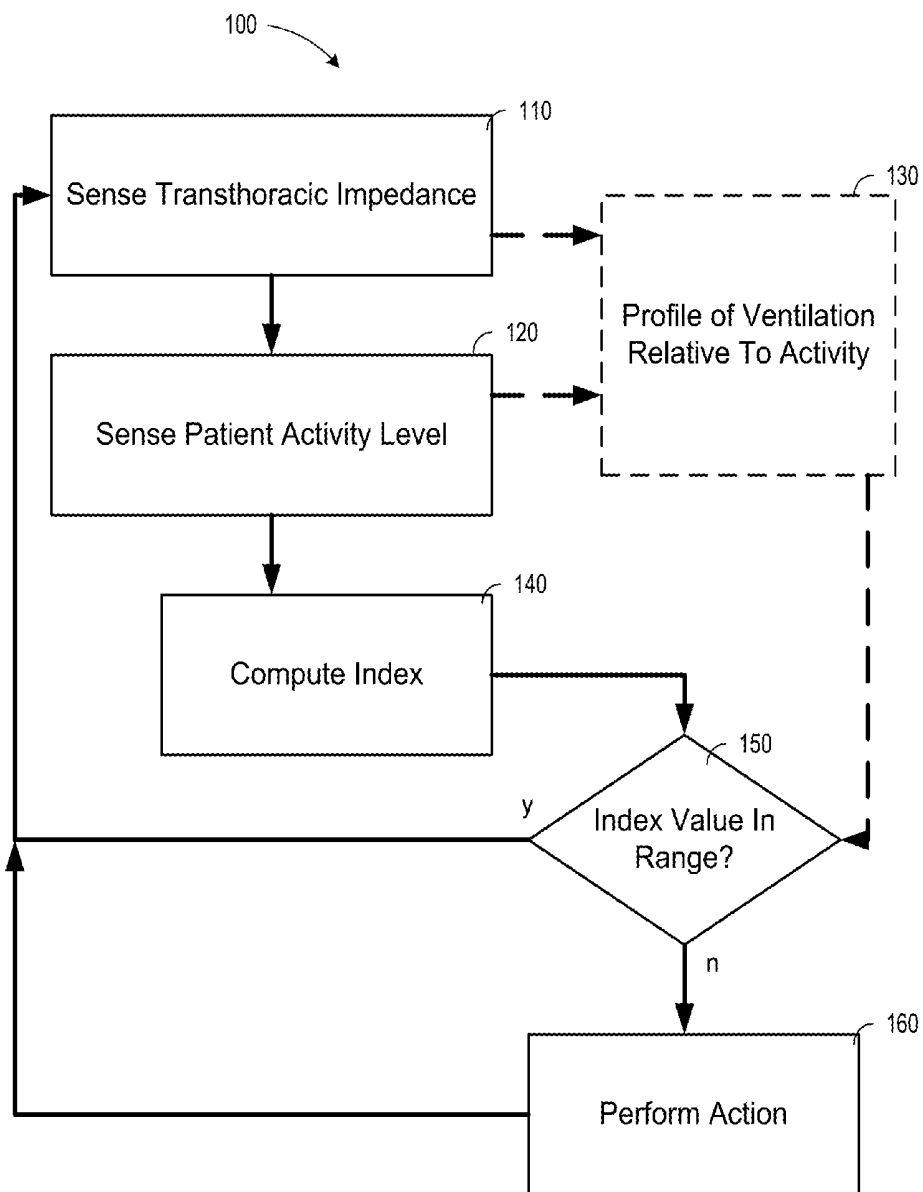 100
110
Sense Transthoracic Impedance
130
Profile of Ventilation
Relative To Activity
120
Sense Patient Activity Level
140
Compute Index
150
y
Index Value In
Range?
n
160
Perform Action